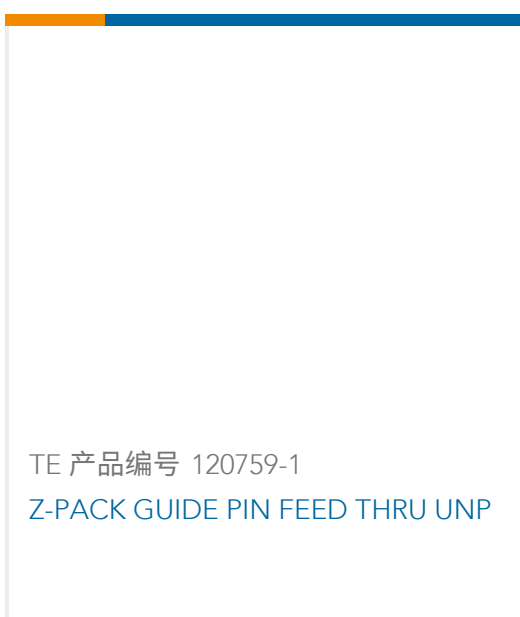 TE 产品编号 120759-1
Z-PACK GUIDE PIN FEED THRU UNP